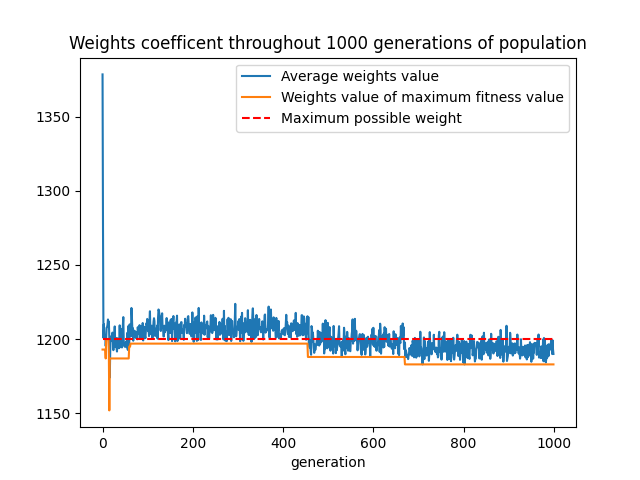 Weights coefficent throughout 1000 generations of population
Average weights value
Weights value of maximum fitness value
Maximum possible weight
1350
1300
1250
1200
1150
0 200 400 600 800 1000
generation